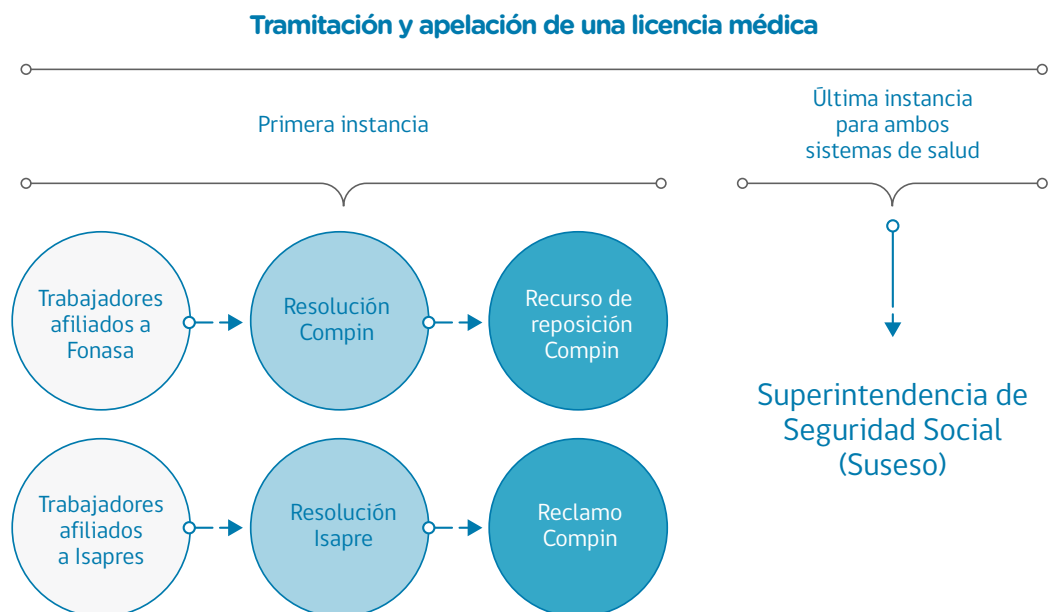 Tramitación y apelación de una licencia médica
Primera instancia
Última instancia
para ambos
sistemas de salud
Trabajadores
afiliados a
Fonasa
Resolución
Compin
Recurso de
reposición
Compin
Superintendencia de
Seguridad Social
(Suseso)
Trabajadores
afiliados
a Isapres
Resolución
Isapre
Reclamo
Compin